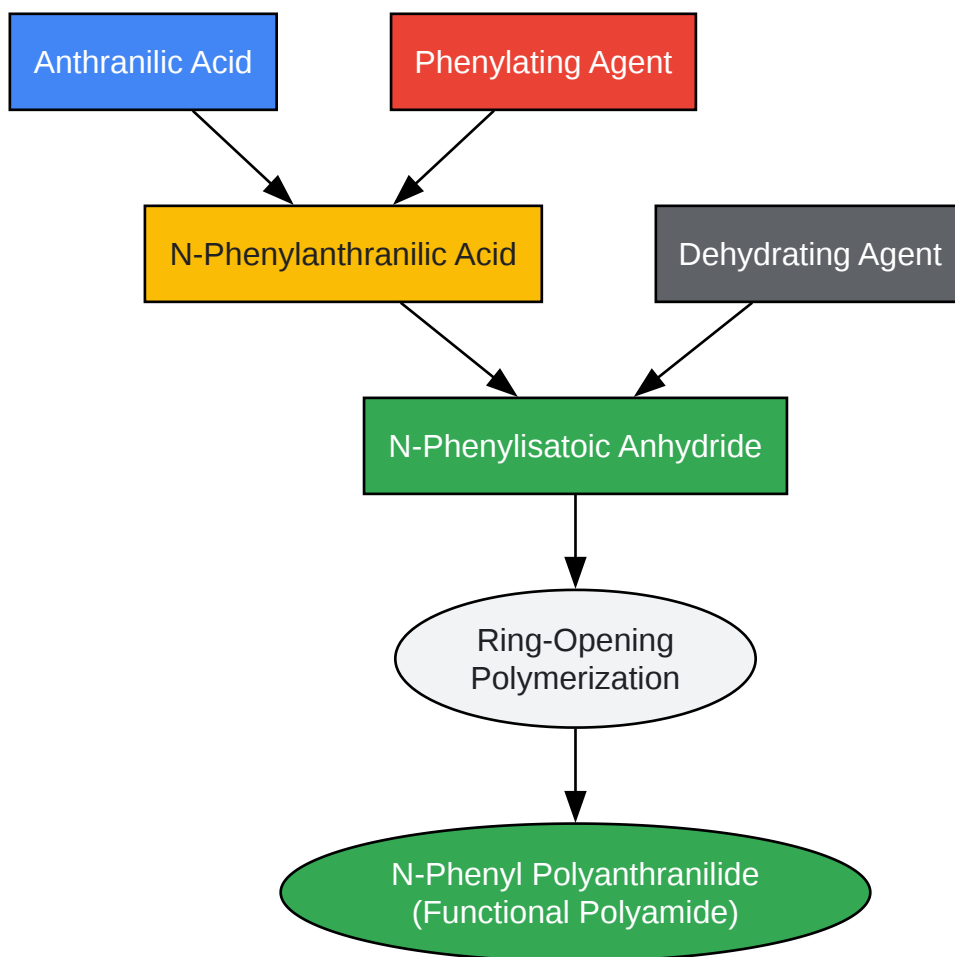 Anthranilic Acid
Phenylating Agent
N-Phenylanthranilic Acid
Dehydrating Agent
N-Phenylisatoic Anhydride
Ring-Opening
Polymerization
N-Phenyl Polyanthranilide
(Functional Polyamide)